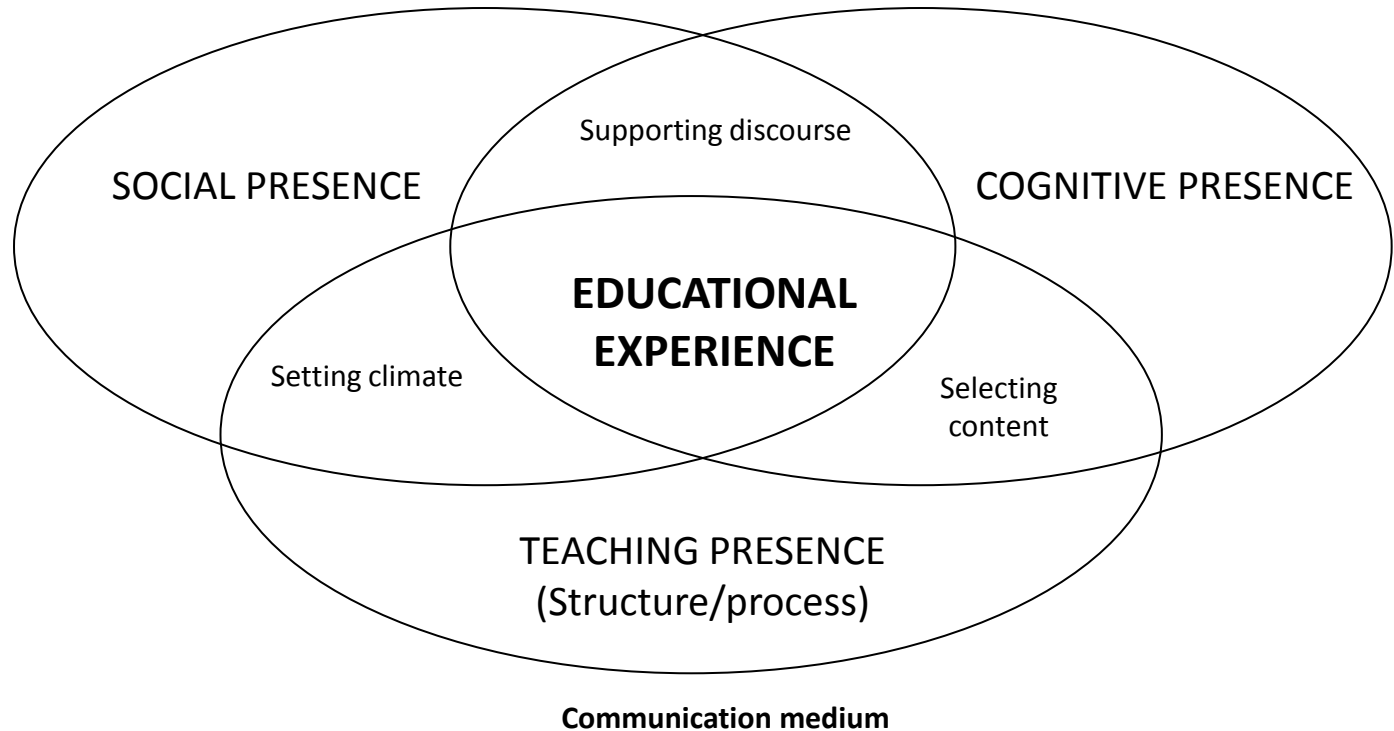 Supporting discourse
SOCIAL PRESENCE
COGNITIVE PRESENCE
EDUCATIONAL
EXPERIENCE
Setting climate
Selecting
content
TEACHING PRESENCE
(Structure/process)
Communication medium